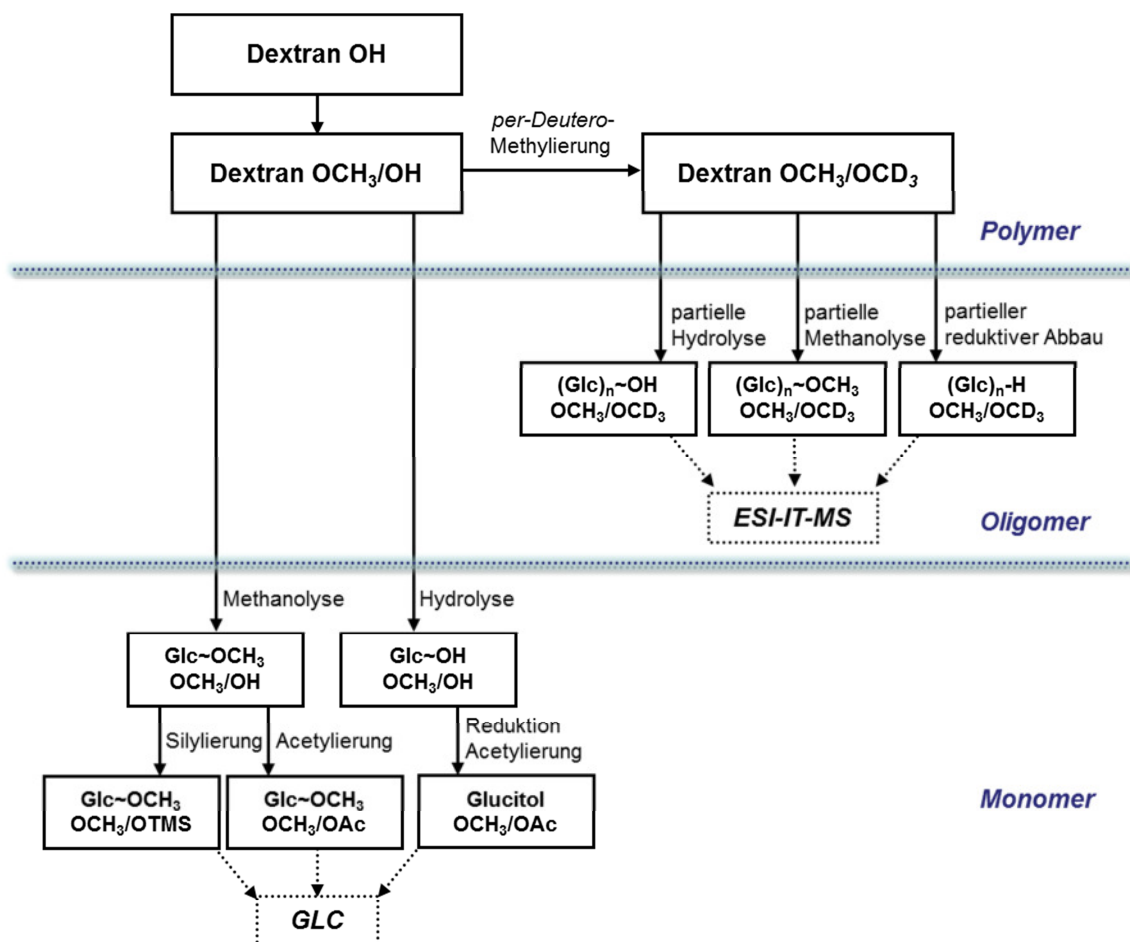 Dextran OH
per-Deutero-
Methylierung
Dextran OCH₃/OH
Dextran OCH₃/OCD₃
Polymer
partielle
Hydrolyse
partielle
Methanolyse
partieller
reduktiver Abbau
(Glc)ₙ~OH
OCH₃/OCD₃
(Glc)ₙ~OCH₃
OCH₃/OCD₃
(Glc)ₙ-H
OCH₃/OCD₃
ESI-IT-MS
Oligomer
Methanolyse
Hydrolyse
Glc~OCH₃
OCH₃/OH
Glc~OH
OCH₃/OH
Silylierung
Acetylierung
Reduktion
Acetylierung
Glc~OCH₃
OCH₃/OTMS
Glc~OCH₃
OCH₃/OAc
Glucitol
OCH₃/OAc
Monomer
GLC